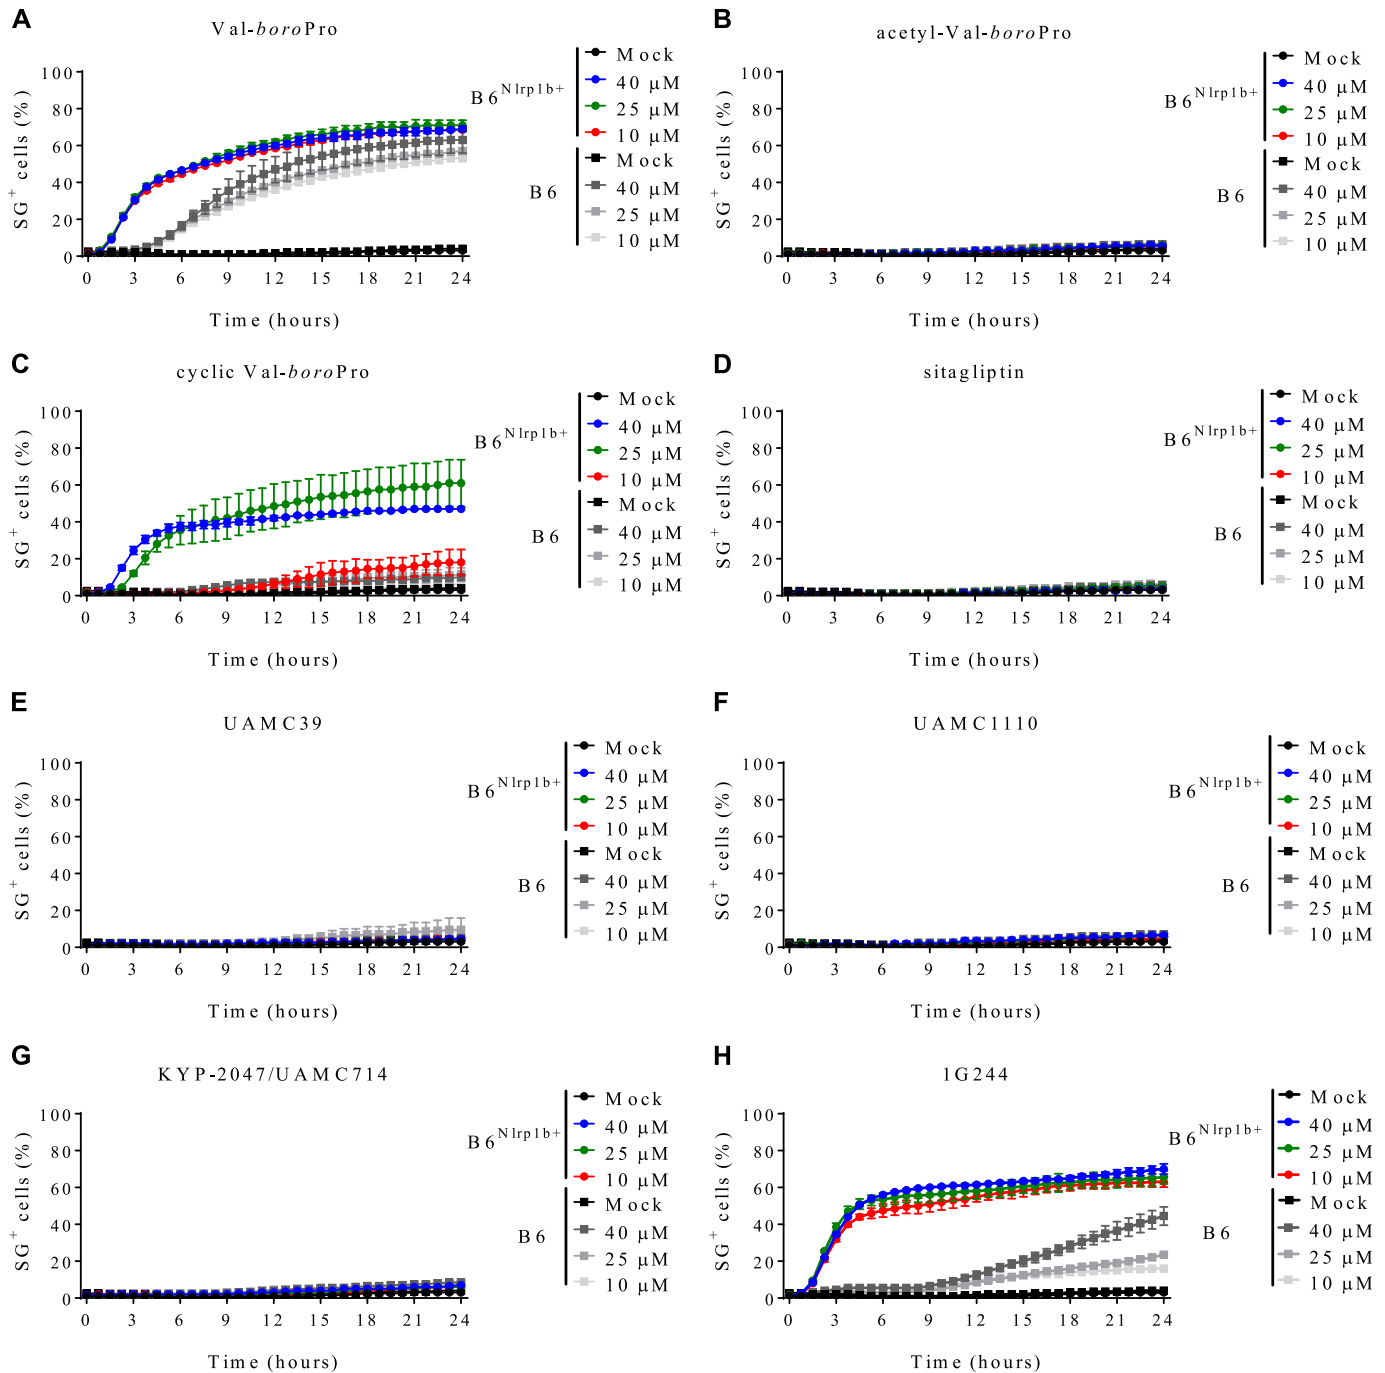 A
Val-boroPro
SG+ cells (%)
100
80
60
40
20
0
0 3 6 9 12 15 18 21 24
Time (hours)
B6Nlrp1b+
Mock
40 µM
25 µM
10 µM
B6
Mock
40 µM
25 µM
10 µM
B
acetyl-Val-boroPro
SG+ cells (%)
100
80
60
40
20
0
0 3 6 9 12 15 18 21 24
Time (hours)
B6Nlrp1b+
Mock
40 µM
25 µM
10 µM
B6
Mock
40 µM
25 µM
10 µM
C
cyclic Val-boroPro
SG+ cells (%)
100
80
60
40
20
0
0 3 6 9 12 15 18 21 24
Time (hours)
B6Nlrp1b+
Mock
40 µM
25 µM
10 µM
B6
Mock
40 µM
25 µM
10 µM
D
sitagliptin
SG+ cells (%)
100
80
60
40
20
0
0 3 6 9 12 15 18 21 24
Time (hours)
B6Nlrp1b+
Mock
40 µM
25 µM
10 µM
B6
Mock
40 µM
25 µM
10 µM
E
UAMC39
SG+ cells (%)
100
80
60
40
20
0
0 3 6 9 12 15 18 21 24
Time (hours)
B6Nlrp1b+
Mock
40 µM
25 µM
10 µM
B6
Mock
40 µM
25 µM
10 µM
F
UAMC1110
SG+ cells (%)
100
80
60
40
20
0
0 3 6 9 12 15 18 21 24
Time (hours)
B6Nlrp1b+
Mock
40 µM
25 µM
10 µM
B6
Mock
40 µM
25 µM
10 µM
G
KYP-2047/UAMC714
SG+ cells (%)
100
80
60
40
20
0
0 3 6 9 12 15 18 21 24
Time (hours)
B6Nlrp1b+
Mock
40 µM
25 µM
10 µM
B6
Mock
40 µM
25 µM
10 µM
H
1G244
SG+ cells (%)
100
80
60
40
20
0
0 3 6 9 12 15 18 21 24
Time (hours)
B6Nlrp1b+
Mock
40 µM
25 µM
10 µM
B6
Mock
40 µM
25 µM
10 µM